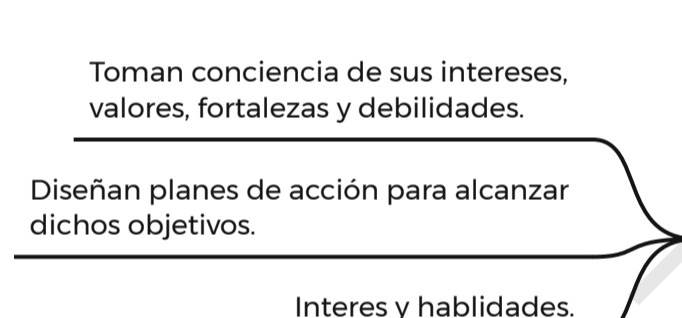 Toman conciencia de sus intereses,
valores, fortalezas y debilidades.
Diseñan planes de acción para alcanzar
dichos objetivos.
Interes y hablidades.